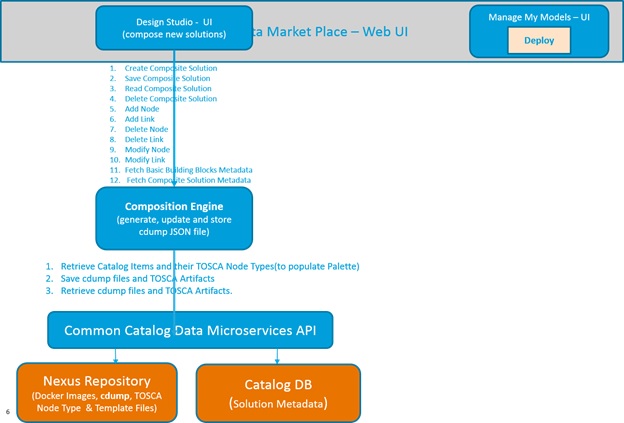 Design Studio - UI
(compose new solutions)
ta Market Place – Web UI
Manage My Models – UI
Deploy
1. Create Composite Solution
2. Save Composite Solution
3. Read Composite Solution
4. Delete Composite Solution
5. Add Node
6. Add Link
7. Delete Node
8. Delete Link
9. Modify Node
10. Modify Link
11. Fetch Basic Building Blocks Metadata
12. Fetch Composite Solution Metadata
Composition Engine
(generate, update and store
cdump JSON file)
1. Retrieve Catalog Items and their TOSCA Node Types(to populate Palette)
2. Save cdump files and TOSCA Artifacts
3. Retrieve cdump files and TOSCA Artifacts.
Common Catalog Data Microservices API
Nexus Repository
(Docker Images, cdump, TOSCA
Node Type & Template Files)
Catalog DB
(Solution Metadata)
6